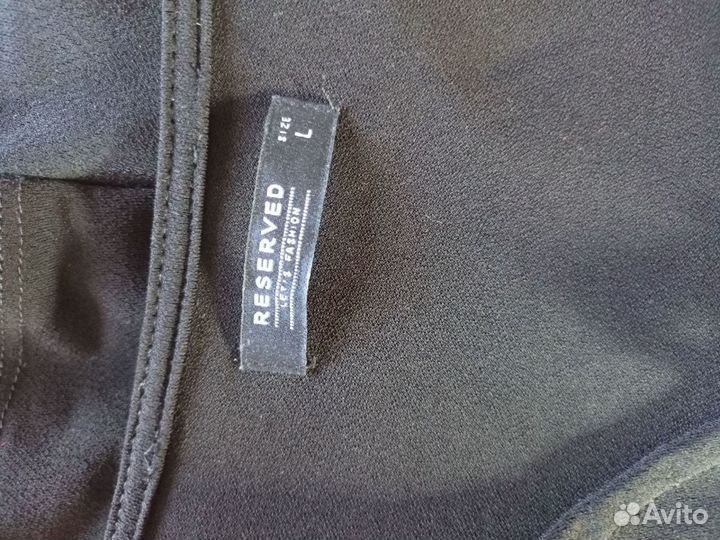 RESERVED
LET'S FASHION
SIZE
L
Avito